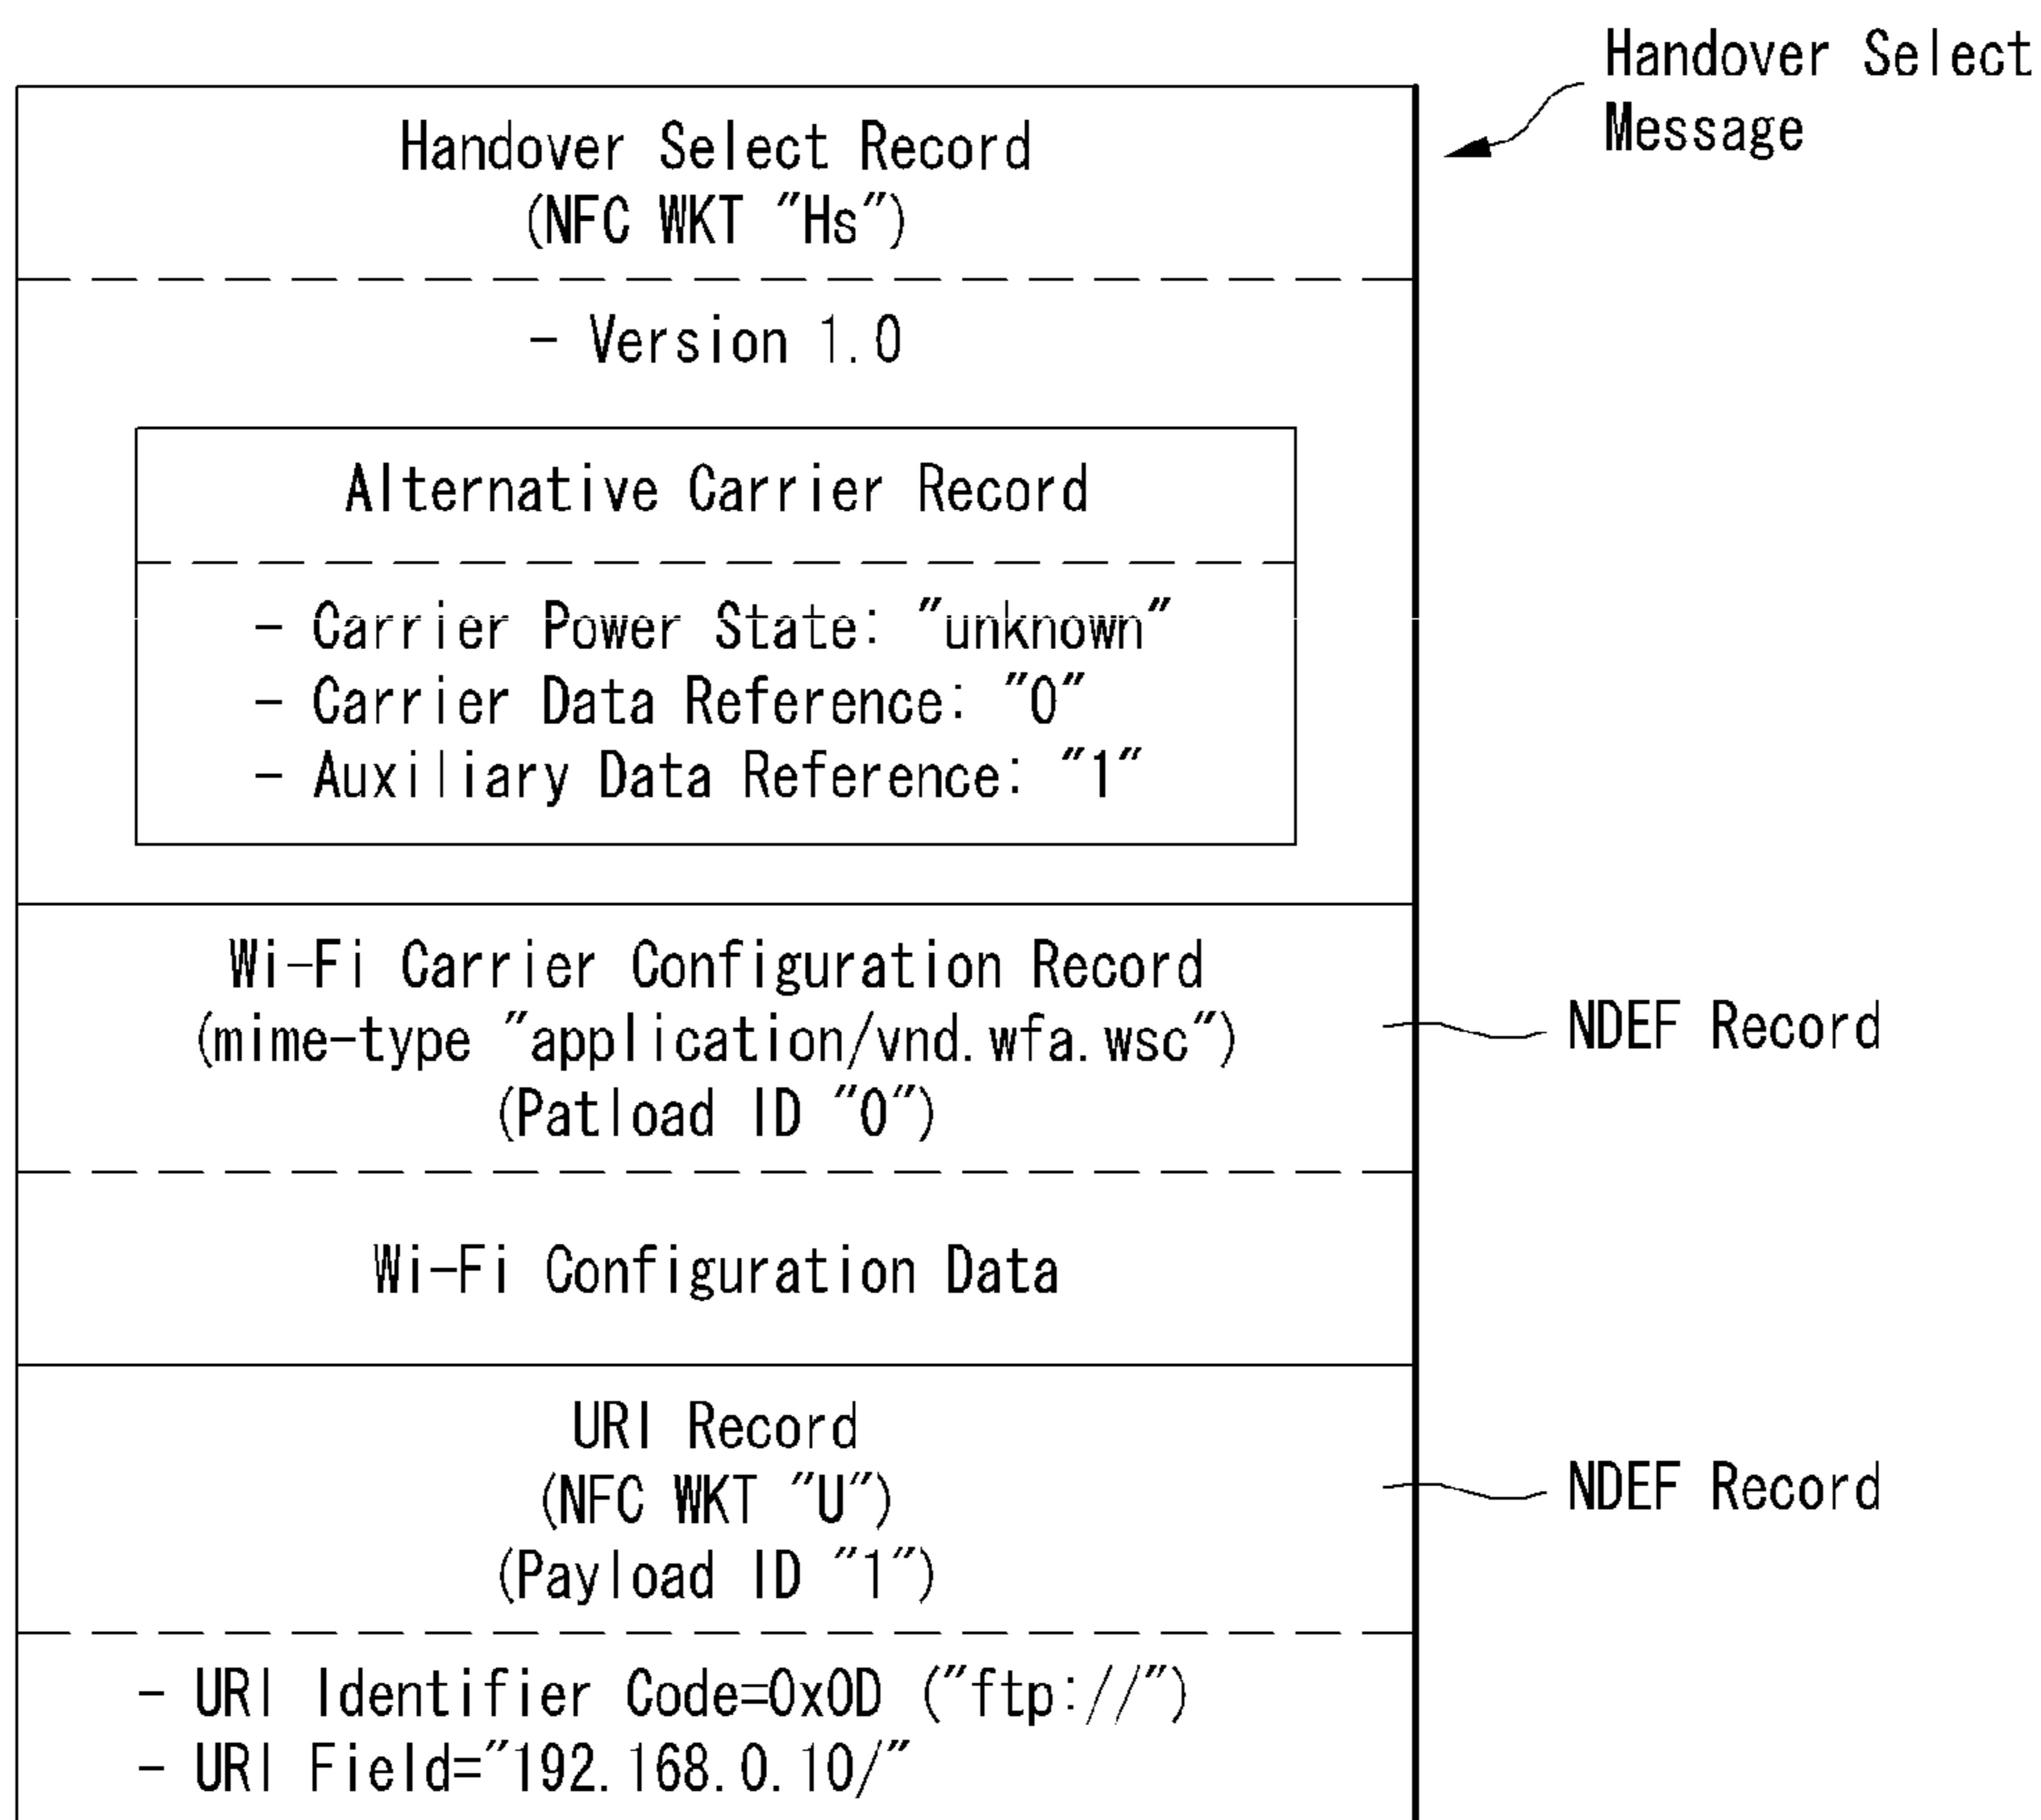 Handover Select
Message
Handover Select Record
(NFC WKT "Hs")
- Version 1.0
Alternative Carrier Record
- Carrier Power State: "unknown"
- Carrier Data Reference: "0"
- Auxiliary Data Reference: "1"
Wi-Fi Carrier Configuration Record
(mime-type "application/vnd.wfa.wsc")
(Patload ID "0")
NDEF Record
Wi-Fi Configuration Data
URI Record
(NFC WKT "U")
(Payload ID "1")
NDEF Record
- URI Identifier Code=0x0D ("ftp://")
- URI Field="192.168.0.10/"